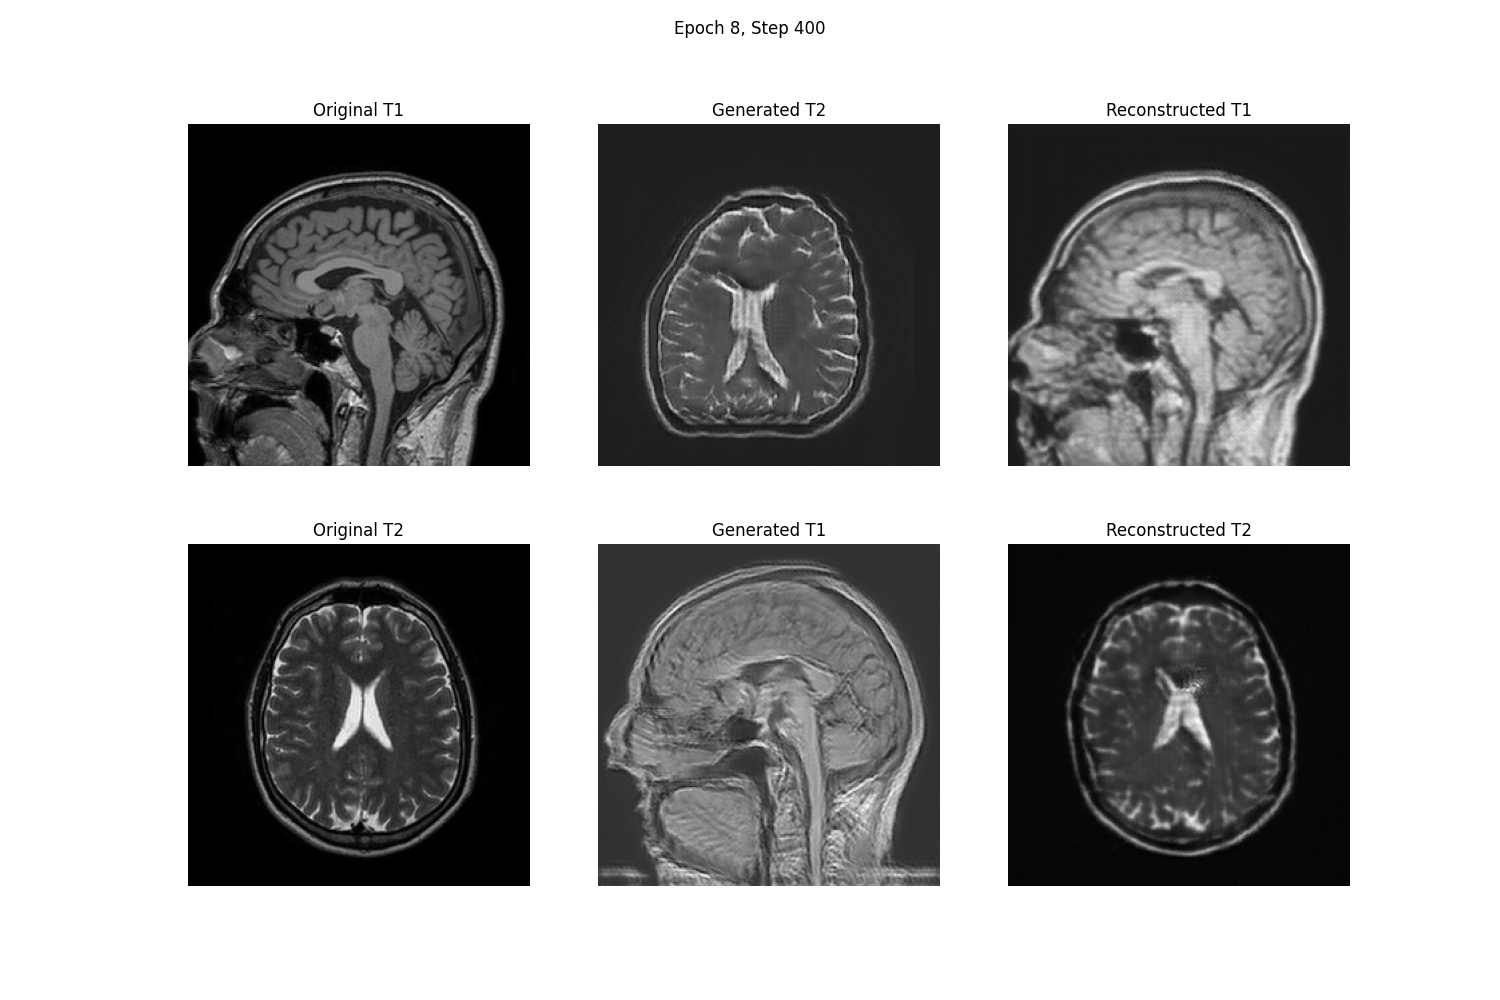 Epoch 8, Step 400
Original T1
Generated T2
Reconstructed T1
Original T2
Generated T1
Reconstructed T2